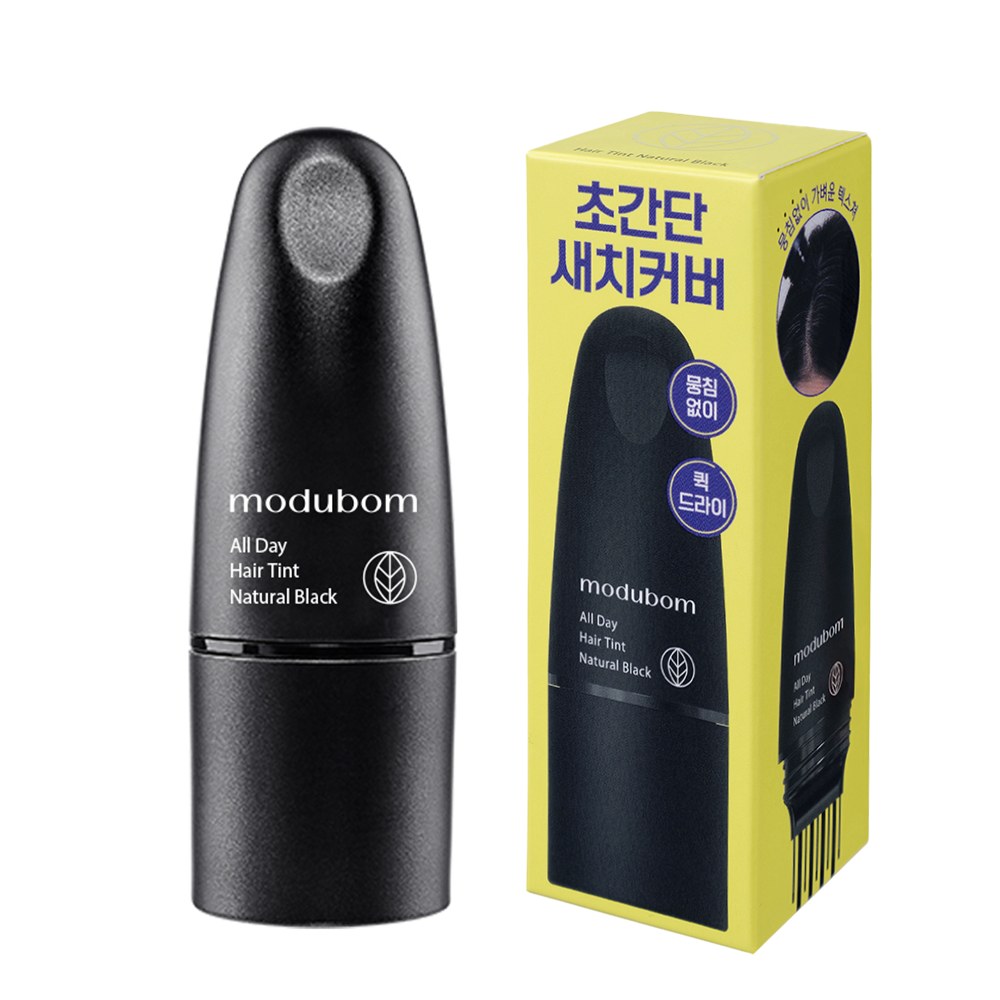 modubom
All Day
Hair Tint
Natural Black
Hair Tint Natural Black
초간단
새치커버
뭉침
없이
퀵
드라이
modubom
All Day
Hair Tint
Natural Black
뭉침없이 가벼운 텍스쳐
modubom
All Day
Hair Tint
Natural Black